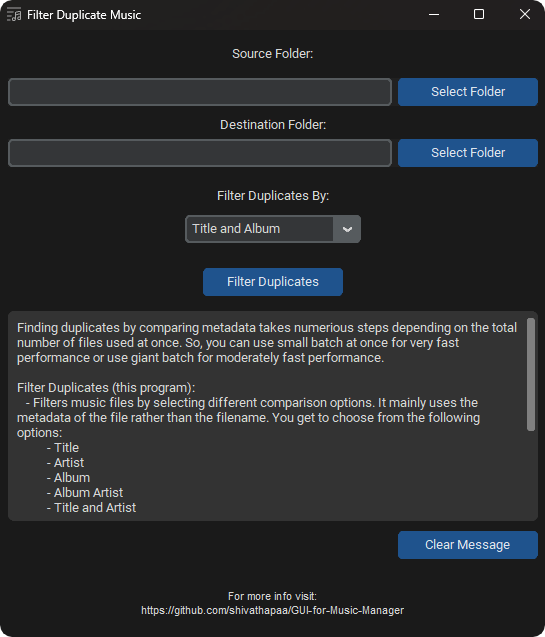 Filter Duplicate Music
Source Folder:
Select Folder
Destination Folder:
Select Folder
Filter Duplicates By:
Title and Album
Filter Duplicates
Finding duplicates by comparing metadata takes numerious steps depending on the total
number of files used at once. So, you can use small batch at once for very fast
performance or use giant batch for moderately fast performance.
Filter Duplicates (this program):
- Filters music files by selecting different comparison options. It mainly uses the
metadata of the file rather than the filename. You get to choose from the following
options:
- Title
- Artist
- Album
- Album Artist
- Title and Artist
Clear Message
For more info visit:
https://github.com/shivathapaa/GUI-for-Music-Manager